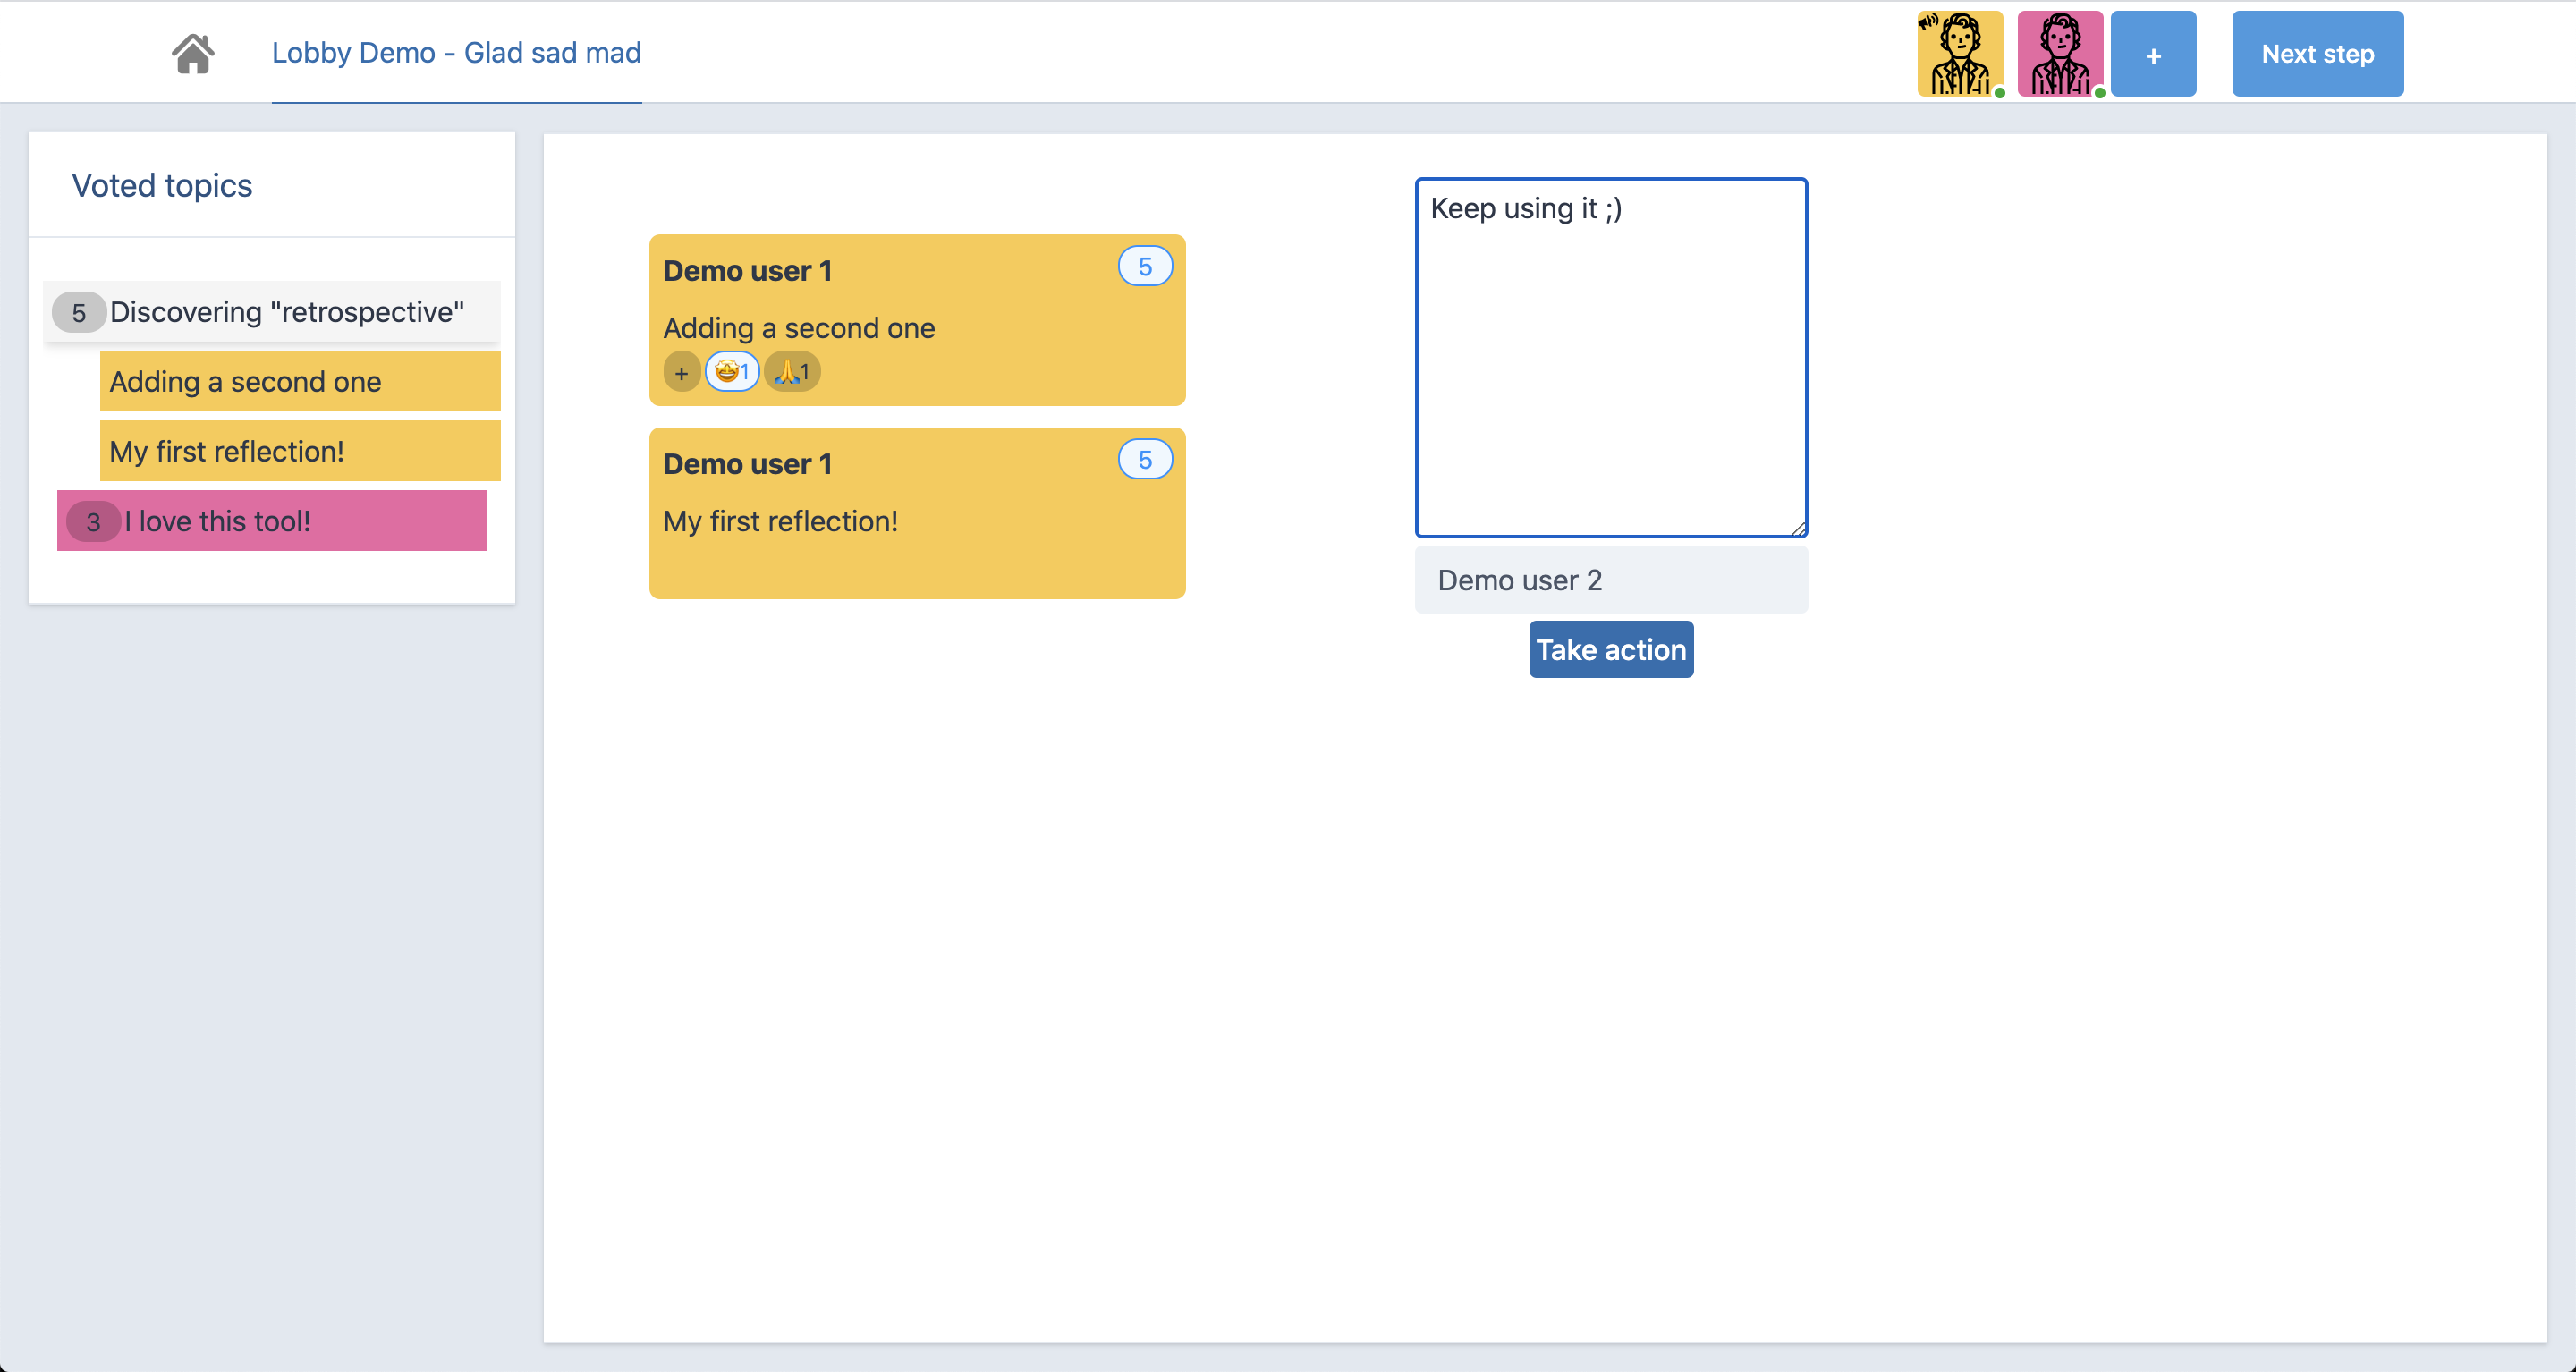 Lobby Demo - Glad sad mad
+
Next step
Voted topics
5 Discovering "retrospective"
Adding a second one
My first reflection!
3 I love this tool!
Demo user 1
5
Adding a second one
+ 🤩1 🙏1
Demo user 1
5
My first reflection!
Keep using it ;)
Demo user 2
Take action